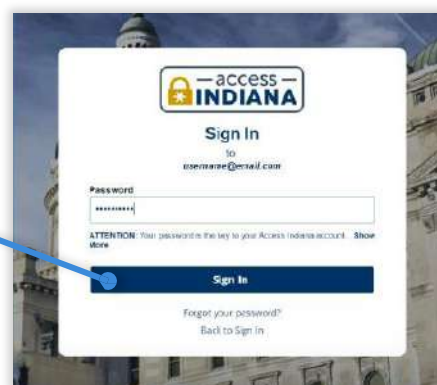 access
INDIANA
Sign In
to
username@email.com
Password
ATTENTION: Your password is the key to your Access Indiana account. Show
More
Sign In
Forgot your password?
Back to Sign In